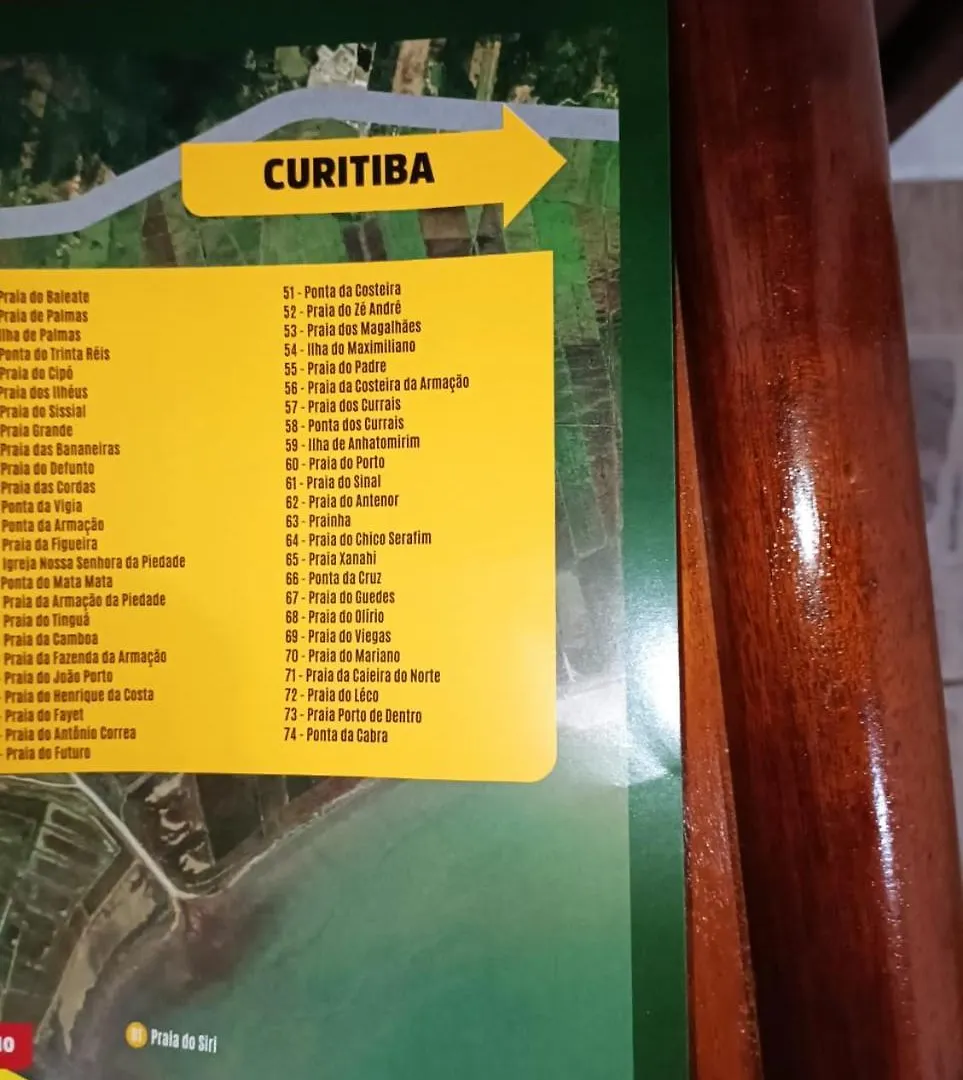 CURITIBA
Praia do Baleate
Praia de Palmas
Ilha de Palmas
Ponta do Trinta Réis
Praia do Cipó
Praia dos Ilhéus
Praia do Sissial
Praia Grande
Praia das Bananeiras
Praia do Defunto
Praia das Cordas
Ponta da Vigia
Ponta da Armação
Praia da Figueira
Igreja Nossa Senhora da Piedade
Ponta do Mata Mata
Praia da Armação da Piedade
Praia do Tinguá
Praia da Camboa
Praia da Fazenda da Armação
- Praia do João Porto
- Praia do Henrique da Costa
- Praia do Fayet
- Praia do Antônio Correa
- Praia do Futuro
51 - Ponta da Costeira
52 - Praia do Zé André
53 - Praia dos Magalhães
54 - Ilha do Maximiliano
55 - Praia do Padre
56 - Praia da Costeira da Armação
57 - Praia dos Currais
58 - Ponta dos Currais
59 - Ilha de Anhatomirim
60 - Praia do Porto
61 - Praia do Sinal
62 - Praia do Antenor
63 - Prainha
64 - Praia do Chico Serafim
65 - Praia Xanahi
66 - Ponta da Cruz
67 - Praia do Guedes
68 - Praia do Olírio
69 - Praia do Viegas
70 - Praia do Mariano
71 - Praia da Caieira do Norte
72 - Praia do Léco
73 - Praia Porto de Dentro
74 - Ponta da Cabra
Praia do Siri